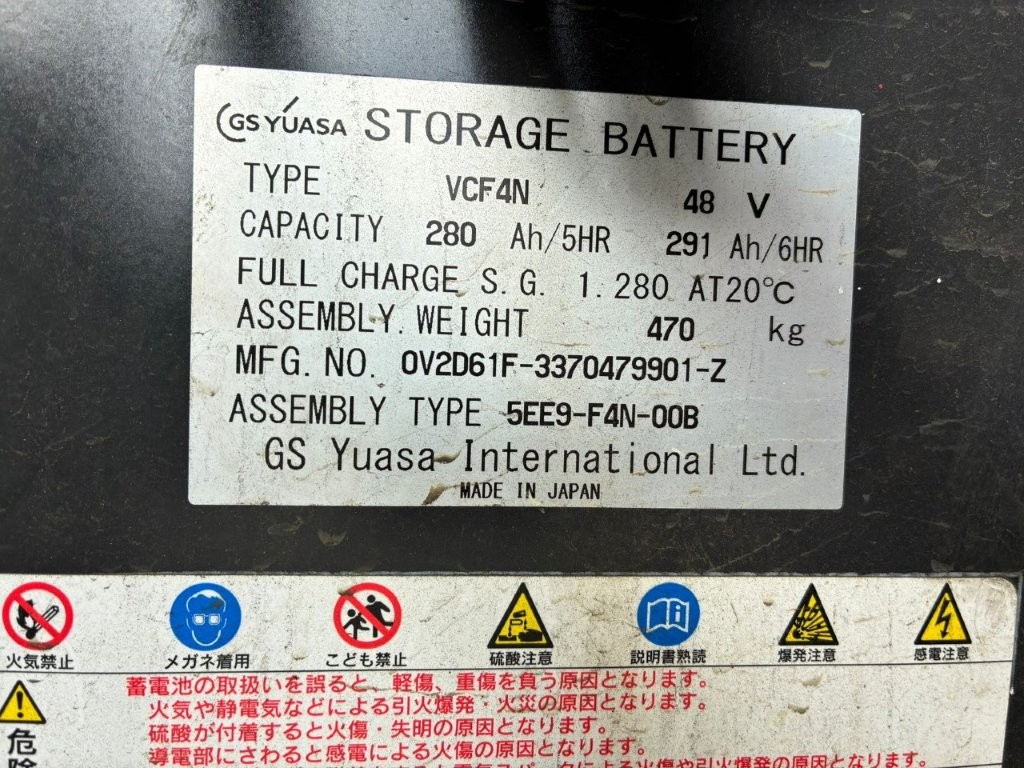 GS YUASA STORAGE BATTERY
TYPE VCF4N 48 V
CAPACITY 280 Ah/5HR 291 Ah/6HR
FULL CHARGE S.G. 1.280 AT20℃
ASSEMBLY.WEIGHT 470 kg
MFG.NO. 0V2D61F-3370479901-Z
ASSEMBLY TYPE 5EE9-F4N-00B
GS Yuasa International Ltd.
MADE IN JAPAN
火気禁止 メガネ着用 こども禁止 硫酸注意 説明書熟読 爆発注意 感電注意
危険
蓄電池の取扱いを誤ると、軽傷、重傷を負う原因となります。
火気や静電気などによる引火爆発・火災の原因となります。
硫酸が付着すると火傷・失明の原因となります。
導電部にさわると感電による火傷の原因となります。